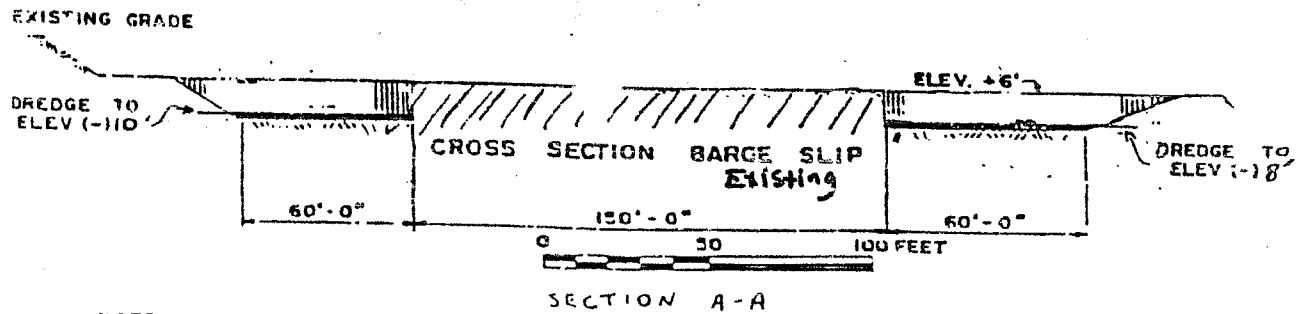 EXISTING GRADE
ELEV. +6'
DREDGE TO
ELEV (-)10'
CROSS SECTION BARGE SLIP
Existing
DREDGE TO
ELEV (-)8'
60'-0"
150'-0"
60'-0"
0 50 100 FEET
SECTION A-A